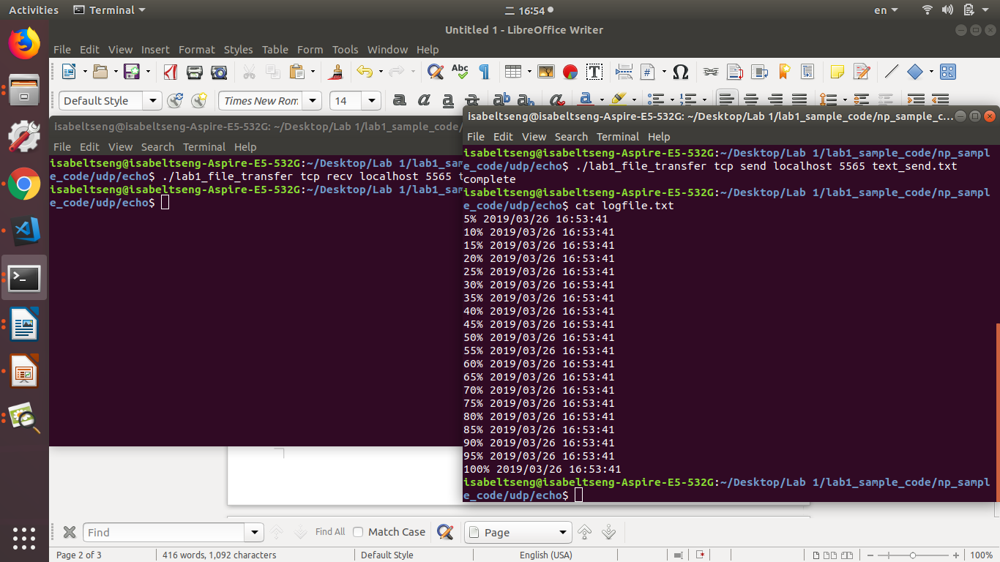 Activities Terminal 二 16:54 en
Untitled 1 - LibreOffice Writer
File Edit View Insert Format Styles Table Form Tools Window Help
Abc
Default Style Times New Rom 14
isabeltseng@isabeltseng-Aspire-E5-532G: ~/Desktop/Lab 1/lab1_sample_code/
File Edit View Search Terminal Help
isabeltseng@isabeltseng-Aspire-E5-532G:~/Desktop/Lab 1/lab1_sam
e_code/udp/echo$ ./lab1_file_transfer tcp recv localhost 5565 t
isabeltseng@isabeltseng-Aspire-E5-532G:~/Desktop/Lab 1/lab1_sam
e_code/udp/echo$
isabeltseng@isabeltseng-Aspire-E5-532G: ~/Desktop/Lab 1/lab1_sample_code/np_sample_c...
File Edit View Search Terminal Help
isabeltseng@isabeltseng-Aspire-E5-532G:~/Desktop/Lab 1/lab1_sample_code/np_sampl
e_code/udp/echo$ ./lab1_file_transfer tcp send localhost 5565 text_send.txt
complete
isabeltseng@isabeltseng-Aspire-E5-532G:~/Desktop/Lab 1/lab1_sample_code/np_sampl
e_code/udp/echo$ cat logfile.txt
5% 2019/03/26 16:53:41
10% 2019/03/26 16:53:41
15% 2019/03/26 16:53:41
20% 2019/03/26 16:53:41
25% 2019/03/26 16:53:41
30% 2019/03/26 16:53:41
35% 2019/03/26 16:53:41
40% 2019/03/26 16:53:41
45% 2019/03/26 16:53:41
50% 2019/03/26 16:53:41
55% 2019/03/26 16:53:41
60% 2019/03/26 16:53:41
65% 2019/03/26 16:53:41
70% 2019/03/26 16:53:41
75% 2019/03/26 16:53:41
80% 2019/03/26 16:53:41
85% 2019/03/26 16:53:41
90% 2019/03/26 16:53:41
95% 2019/03/26 16:53:41
100% 2019/03/26 16:53:41
isabeltseng@isabeltseng-Aspire-E5-532G:~/Desktop/Lab 1/lab1_sample_code/np_sampl
e_code/udp/echo$
Find Find All Match Case Page
Page 2 of 3 416 words, 1,092 characters Default Style English (USA) 100%